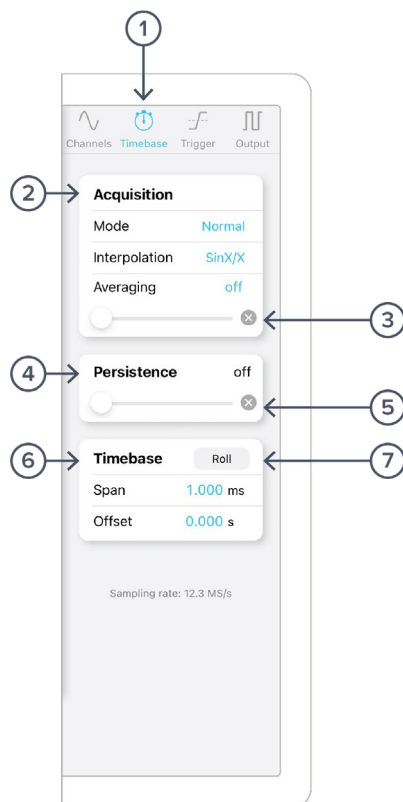 1
Channels Timebase Trigger Output
2
Acquisition
Mode Normal
Interpolation SinX/X
Averaging off
3
4
Persistence off
5
6
Timebase Roll
7
Span 1.000 ms
Offset 0.000 s
Sampling rate: 12.3 MS/s